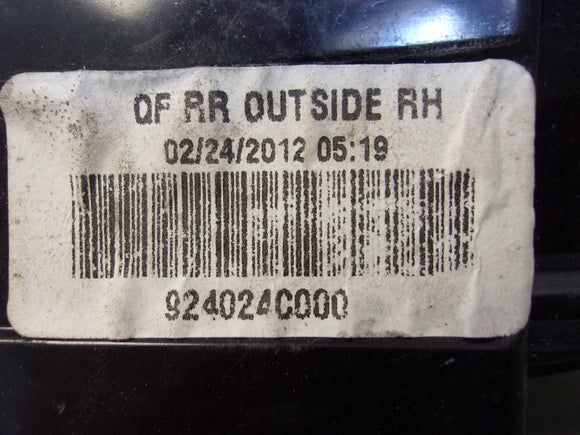 QF RR OUTSIDE RH
02/24/2012 05:19
924024C000